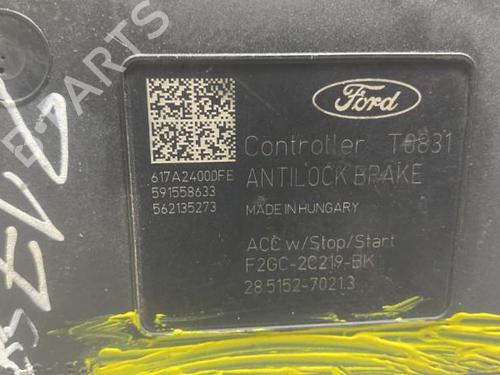 Ford
Controller T0831
ANTILOCK BRAKE
MADE IN HUNGARY
ACC w/Stop/Start
F2GC-2C219-BK
28.5152-7021.3
617A24000FE
591558633
562135273
B-PARTS